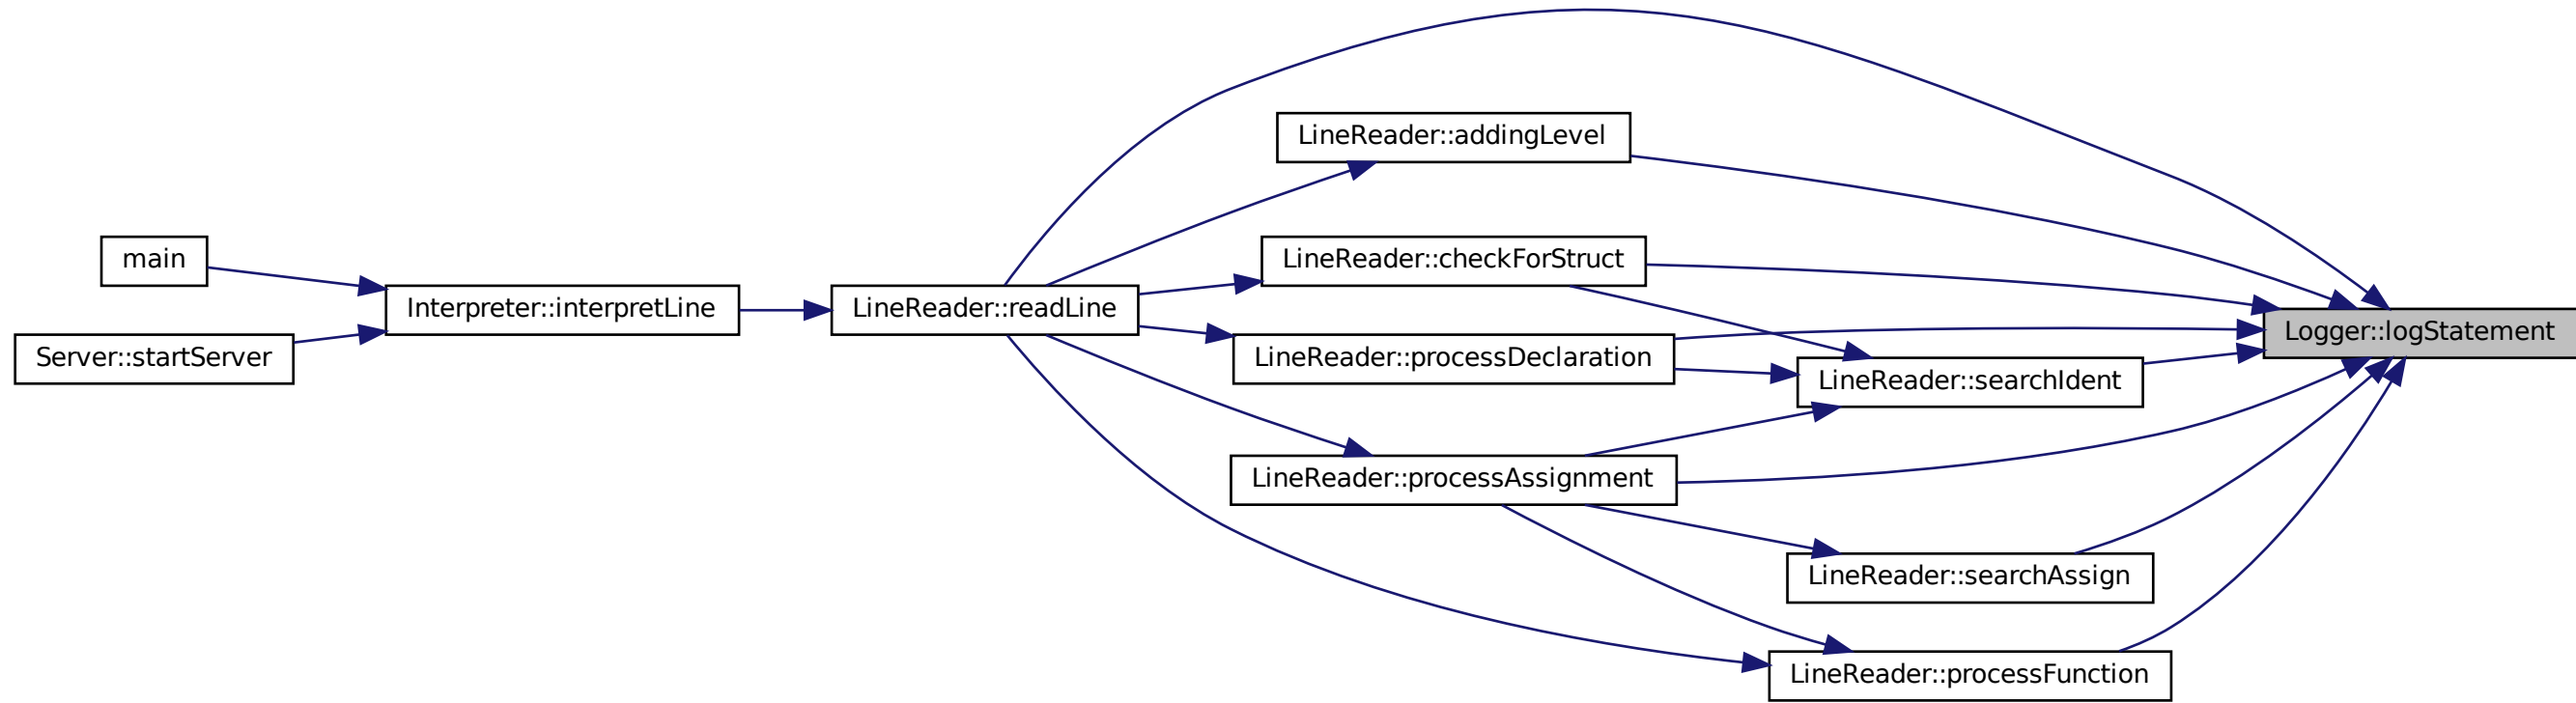 LineReader::addingLevel
main
LineReader::checkForStruct
Interpreter::interpretLine
LineReader::readLine
Logger::logStatement
Server::startServer
LineReader::processDeclaration
LineReader::searchIdent
LineReader::processAssignment
LineReader::searchAssign
LineReader::processFunction